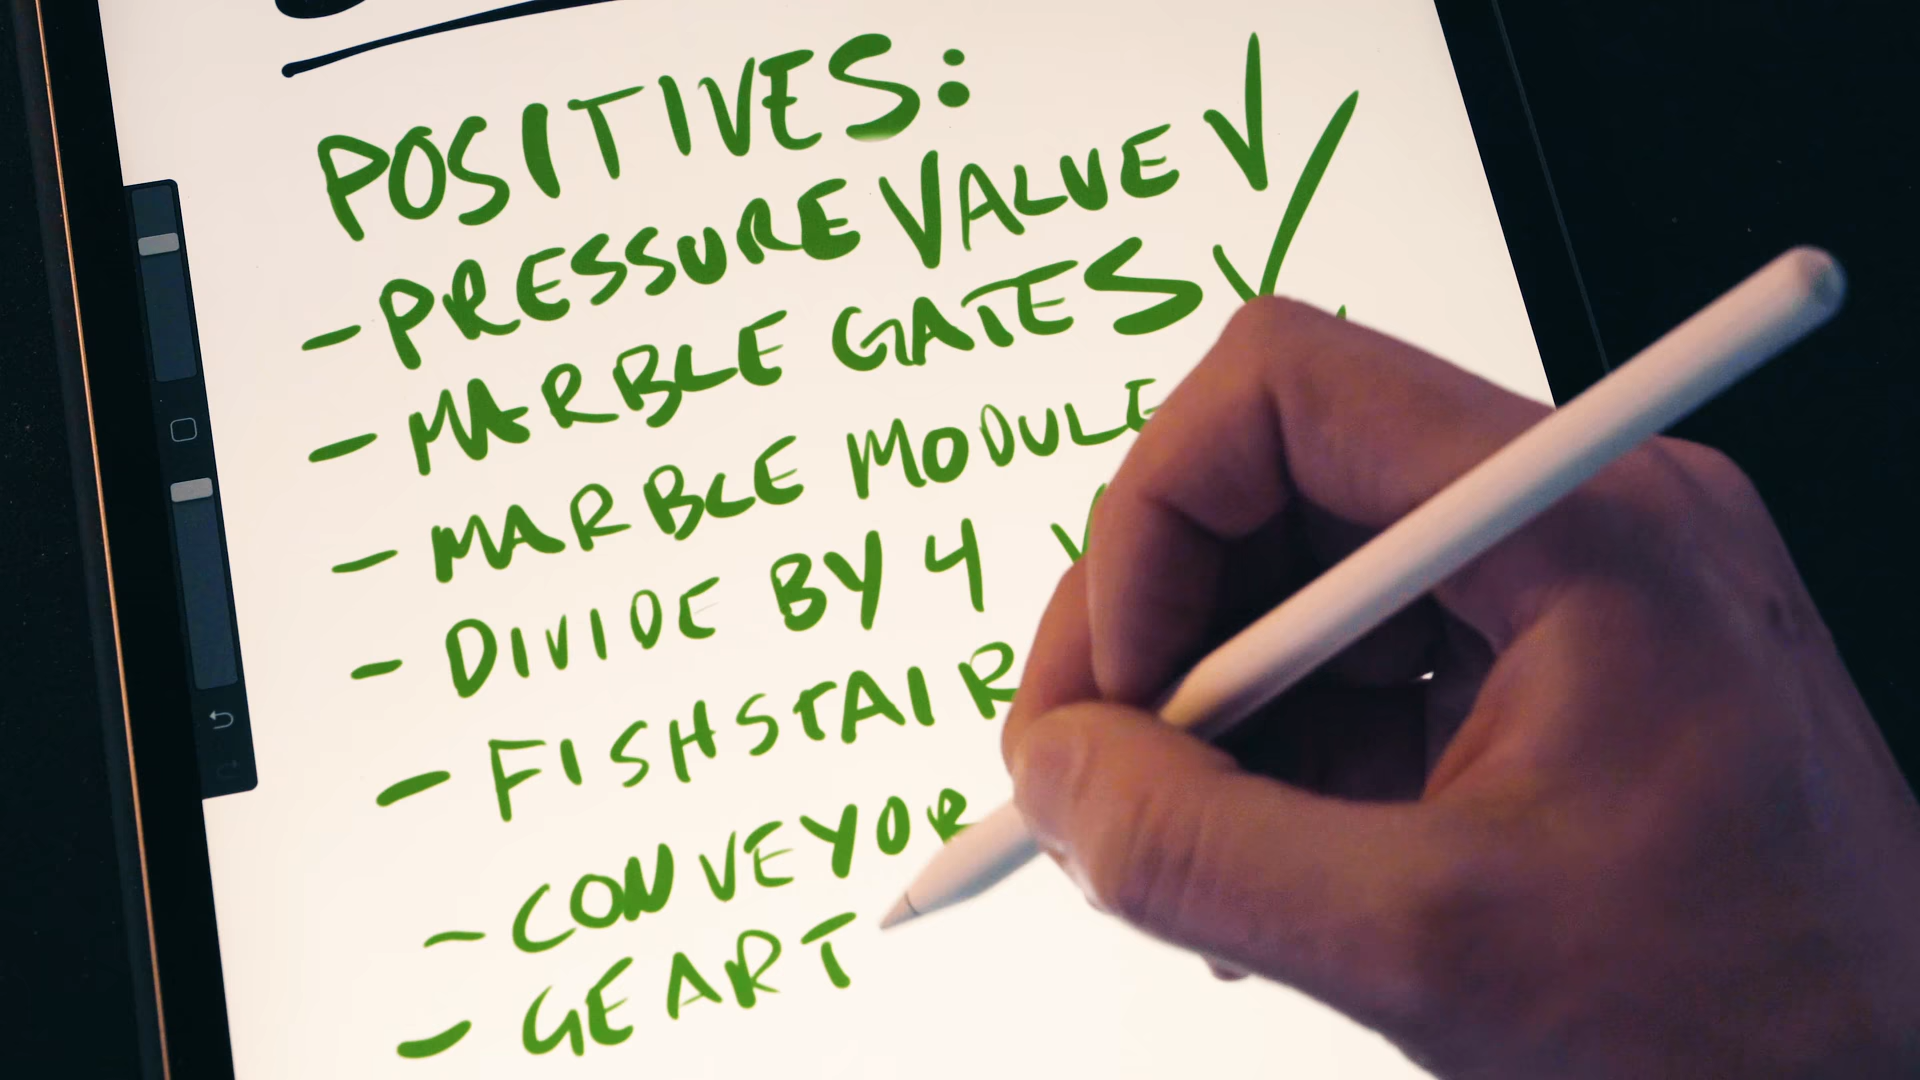 POSITIVES:
- PRESSURE VALVE ✓
- MARBLE GATES ✓
- MARBLE MODULE
- DIVIDE BY 4
- FISHSTAIR
- CONVEYOR
- GEART